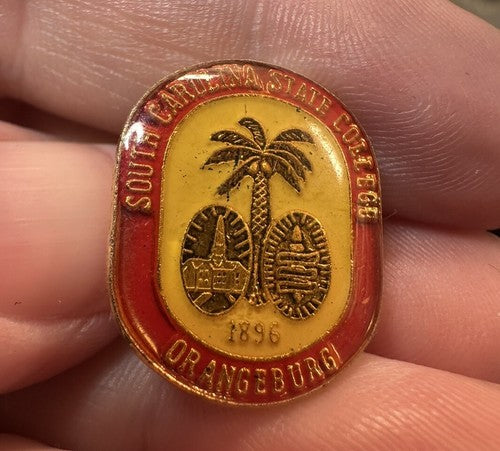 SOUTH CAROLINA STATE COLLEGE
1896
ORANGEBURG